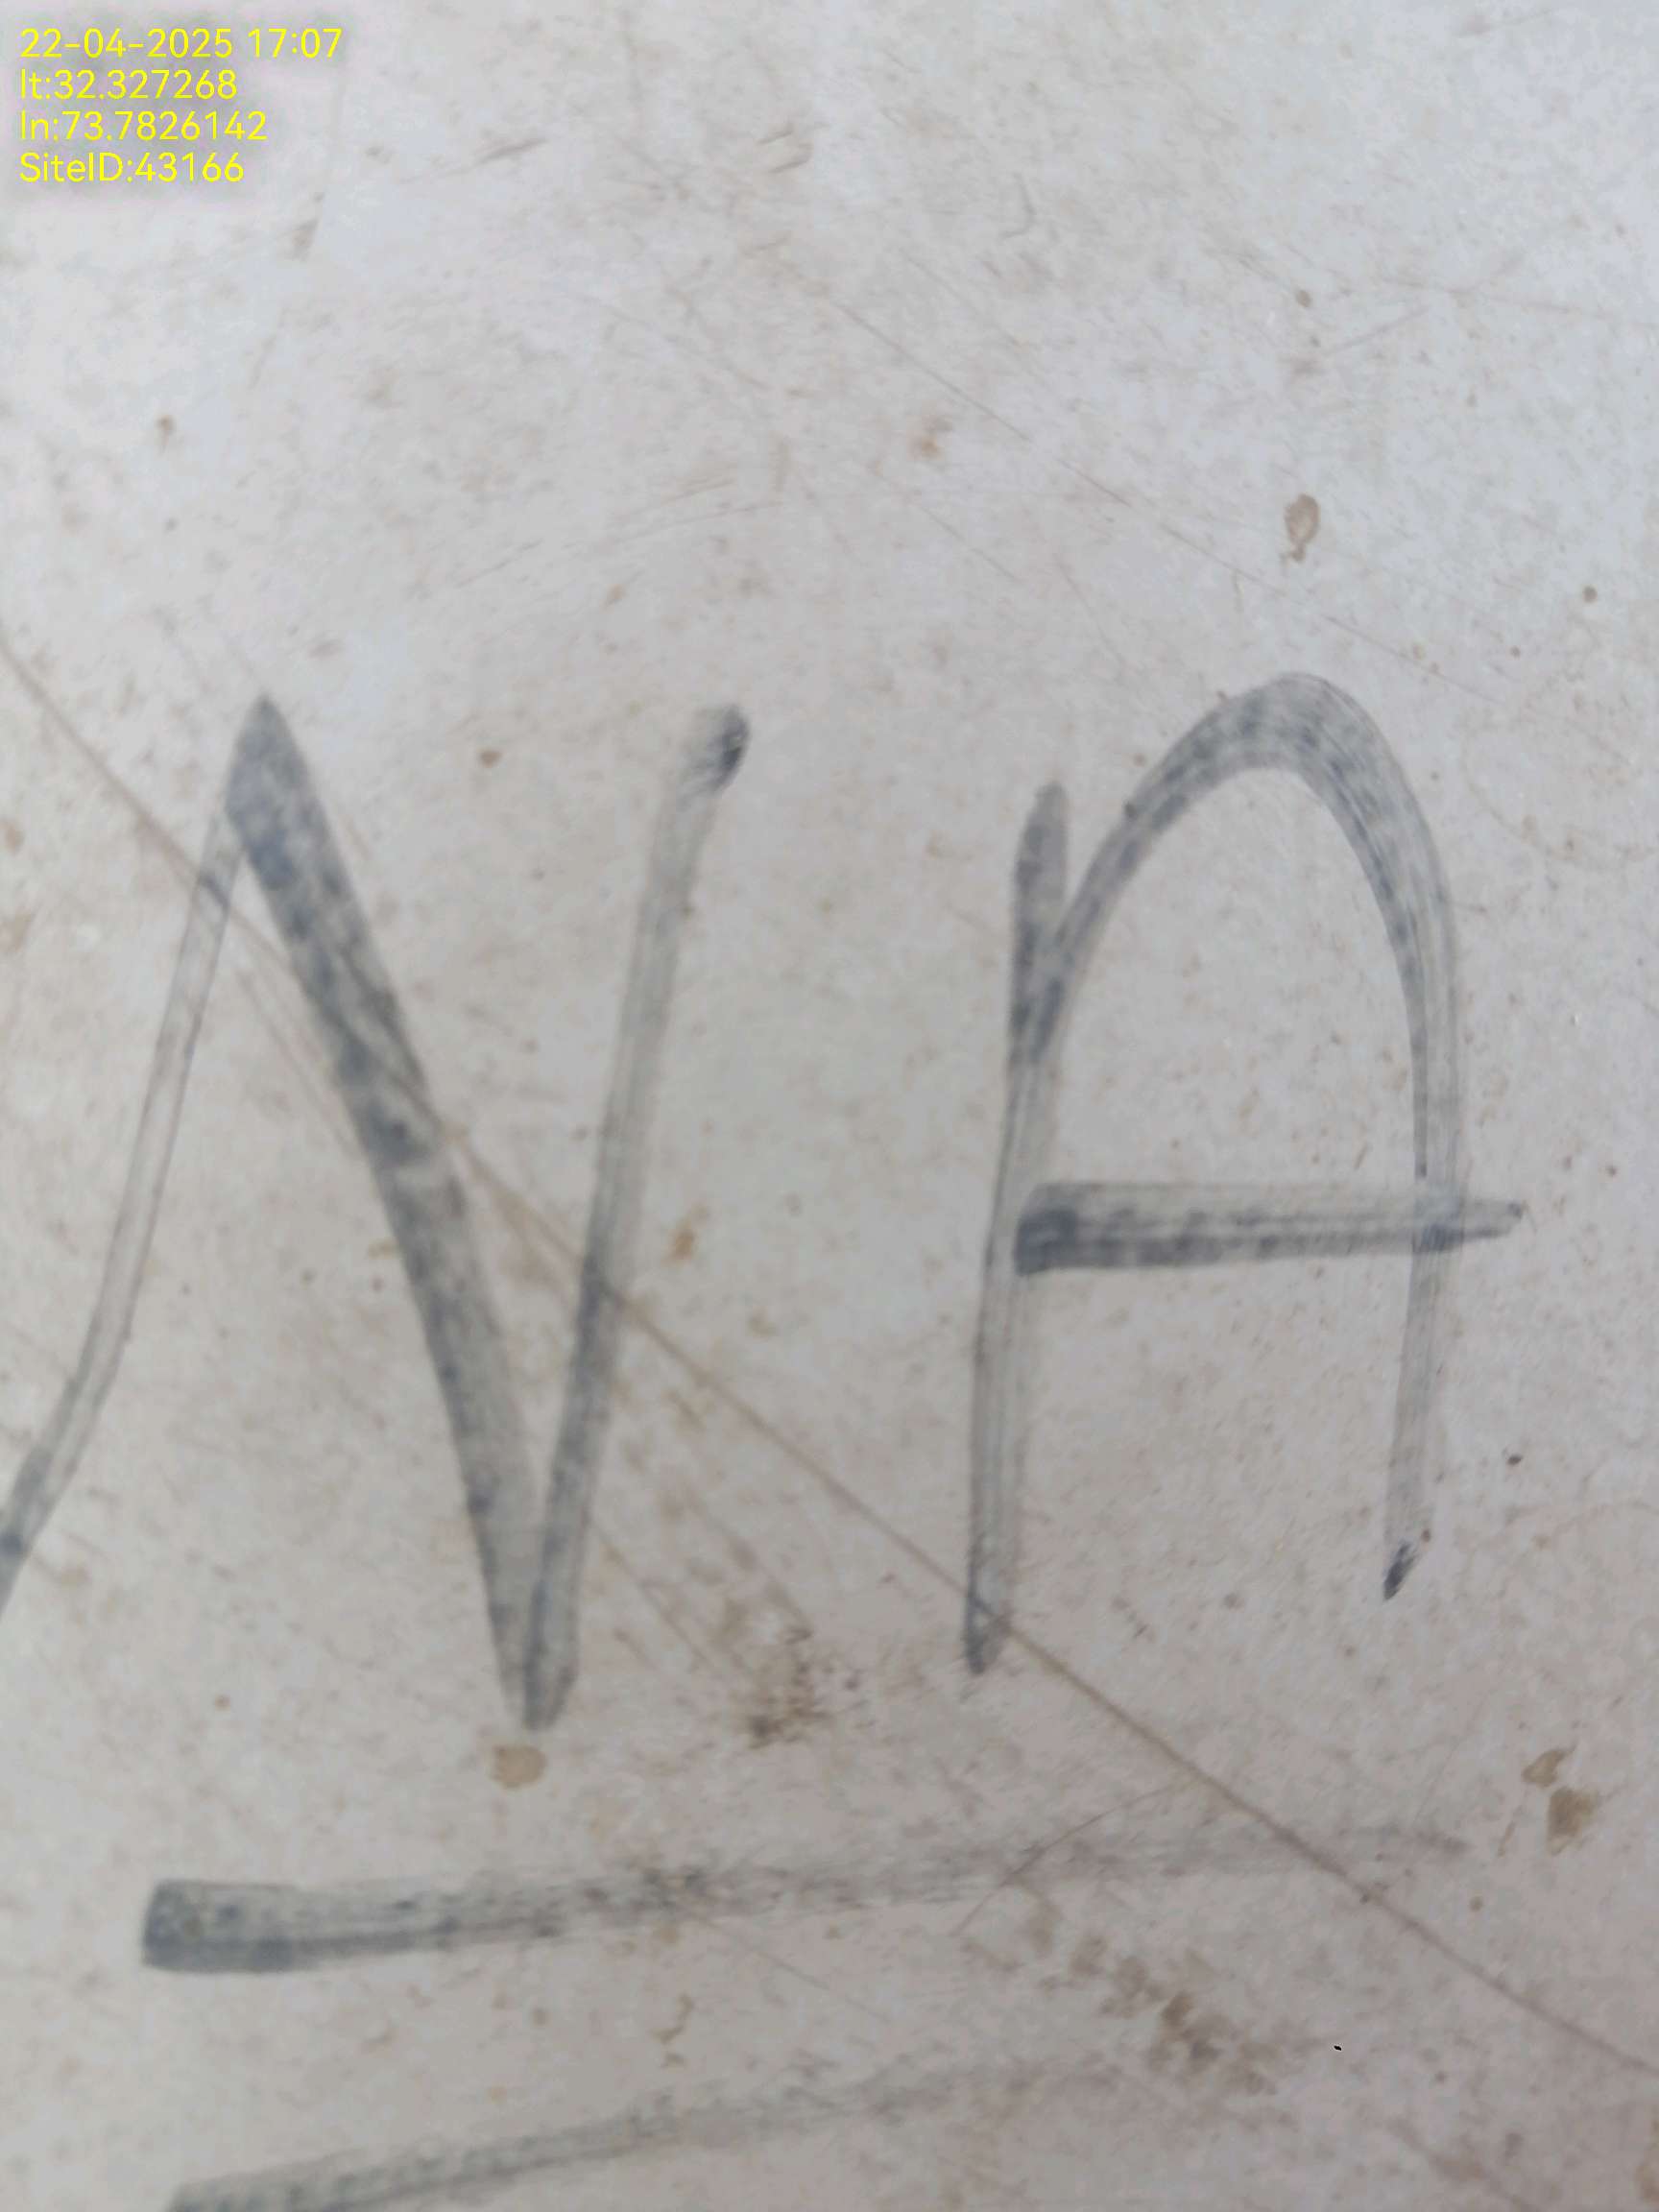 22-04-2025 17:07
lt:32.327268
ln:73.7826142
SiteID:43166
NA